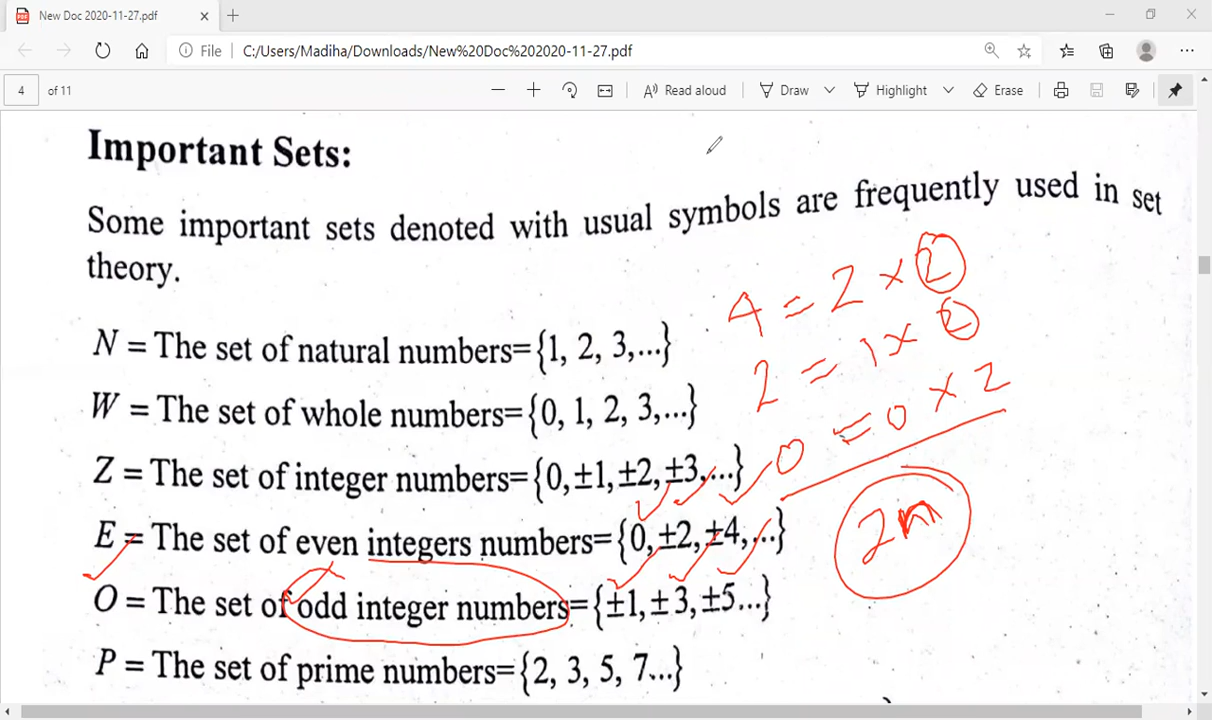 New Doc 2020-11-27.pdf
File C:/Users/Madiha/Downloads/New%20Doc%202020-11-27.pdf
4 of 11 Read aloud Draw Highlight Erase
Important Sets:
Some important sets denoted with usual symbols are frequently used in set
theory.
4 = 2 × 2
N = The set of natural numbers={1, 2, 3,...}
2 = 1 × 2
W = The set of whole numbers={0, 1, 2, 3,...}
0 = 0 × 2
Z = The set of integer numbers={0,±1,±2,±3,...}
E = The set of even integers numbers={0,±2,±4,...}
2m
O = The set of odd integer numbers={±1,±3,±5...}
P = The set of prime numbers={2, 3, 5, 7...}